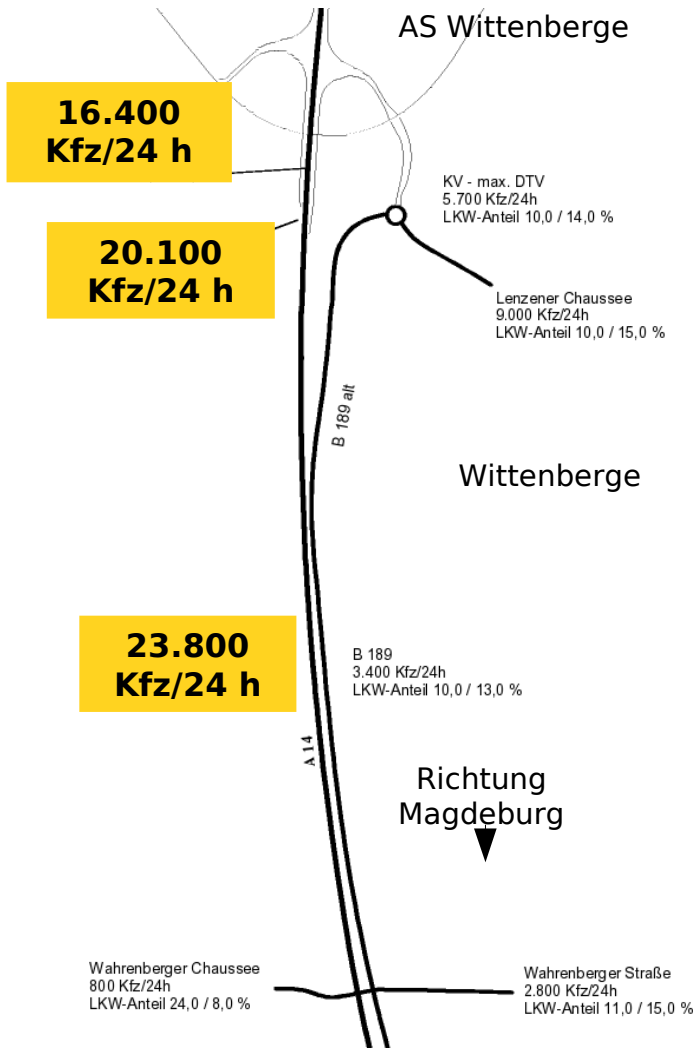 AS Wittenberge
16.400
Kfz/24 h
KV - max. DTV
5.700 Kfz/24h
LKW-Anteil 10,0 / 14,0 %
20.100
Kfz/24 h
Lenzener Chaussee
9.000 Kfz/24h
LKW-Anteil 10,0 / 15,0 %
B 189 alt
Wittenberge
23.800
Kfz/24 h
B 189
3.400 Kfz/24h
LKW-Anteil 10,0 / 13,0 %
A 14
Richtung
Magdeburg
Wahrenberger Chaussee
800 Kfz/24h
LKW-Anteil 24,0 / 8,0 %
Wahrenberger Straße
2.800 Kfz/24h
LKW-Anteil 11,0 / 15,0 %